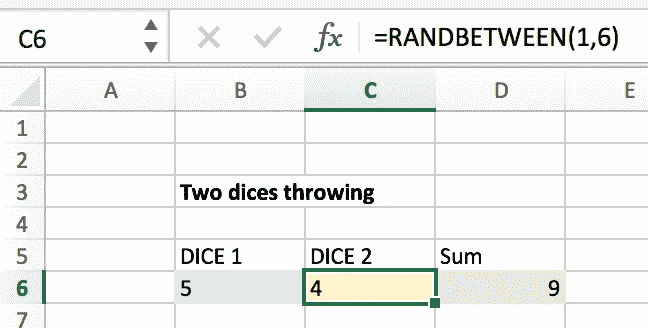 C6 fx =RANDBETWEEN(1,6)
A B C D E
1
2
3 Two dices throwing
4
5 DICE 1 DICE 2 Sum
6 5 4 9
7